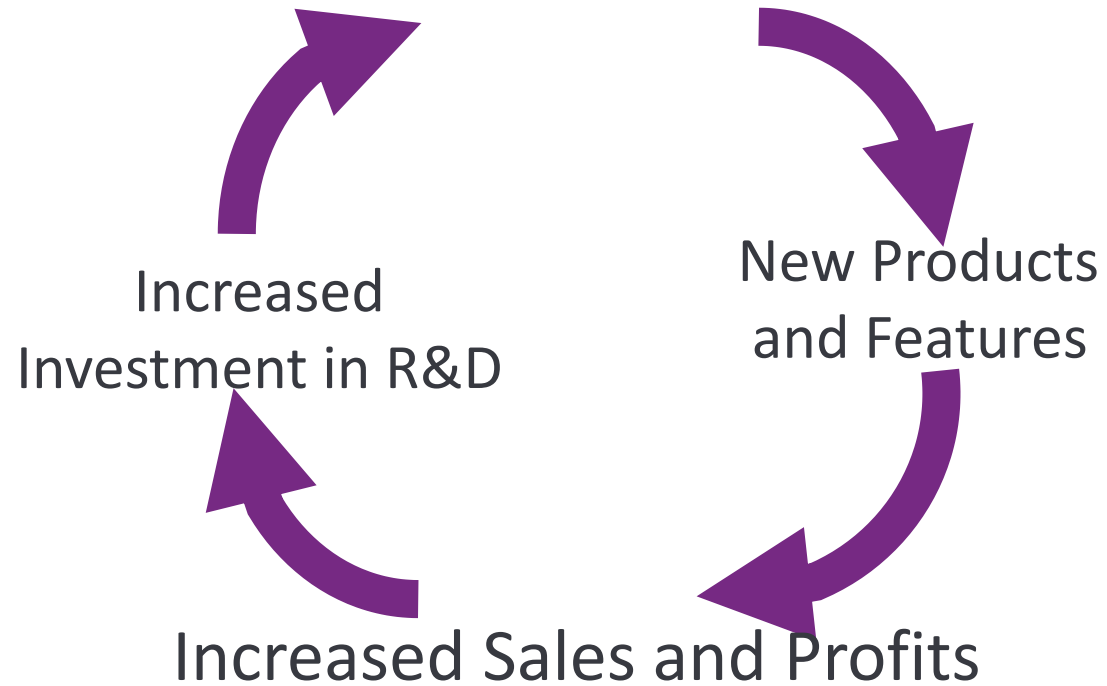 New Products
and Features
Increased
Investment in R&D
Increased Sales and Profits